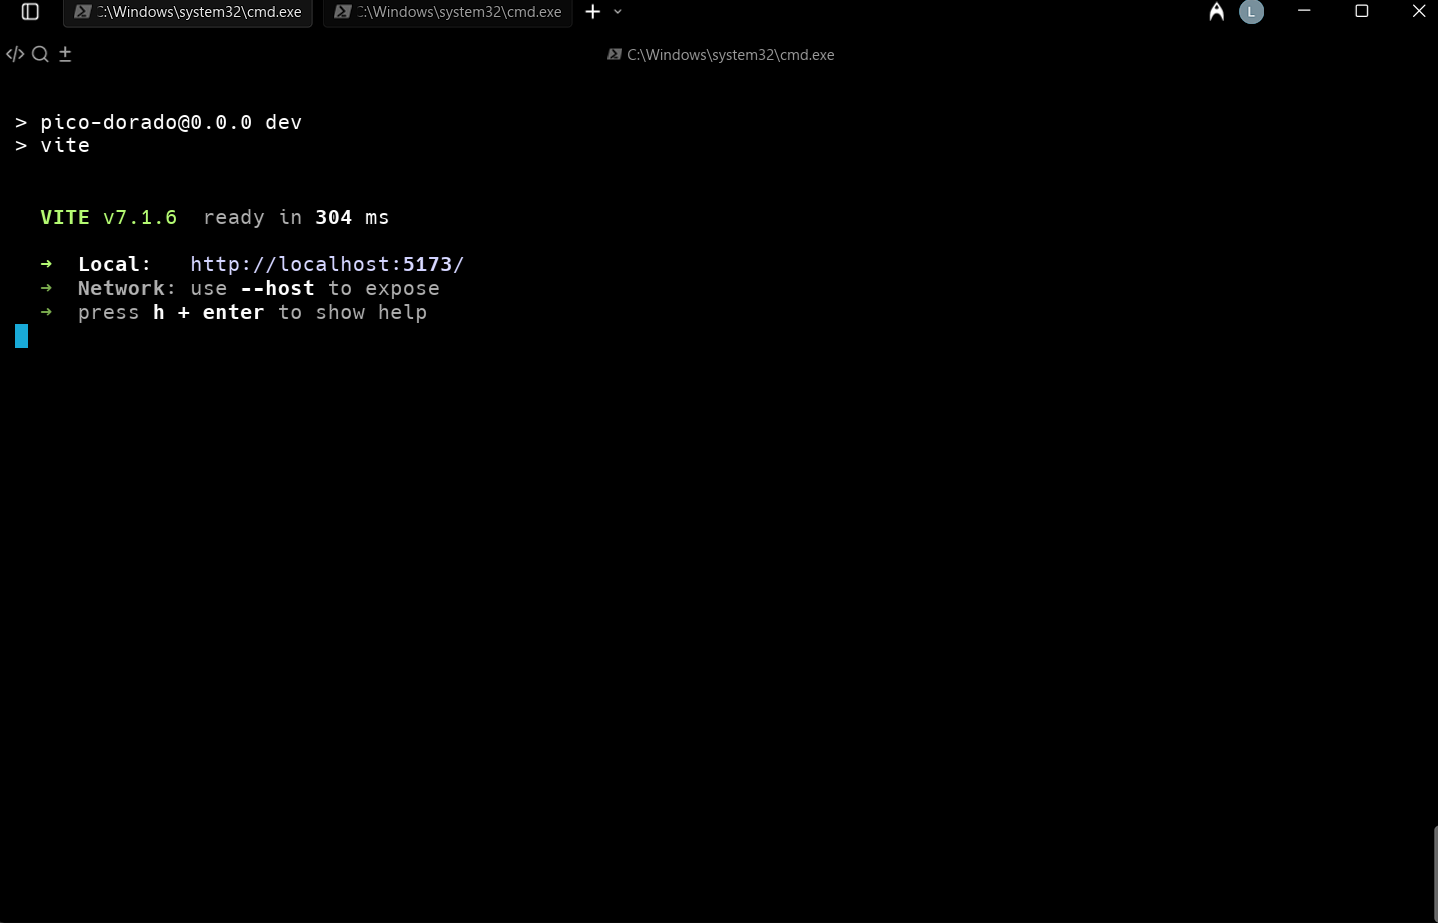 :\Windows\system32\cmd.exe
:\Windows\system32\cmd.exe
L
C:\Windows\system32\cmd.exe
> pico-dorado@0.0.0 dev
> vite
VITE v7.1.6  ready in 304 ms
➜  Local:   http://localhost:5173/
➜  Network: use --host to expose
➜  press h + enter to show help